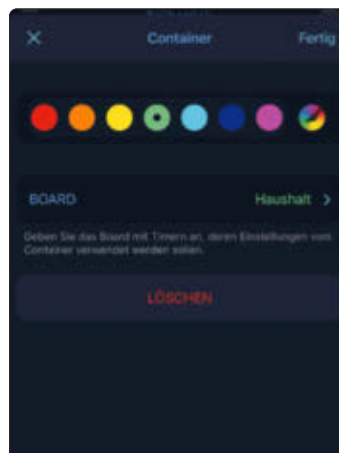 Container
Fertig
BOARD
Haushalt
Geben Sie das Board mit Timern an, deren Einstellungen vom
Container verwendet werden sollen.
LÖSCHEN